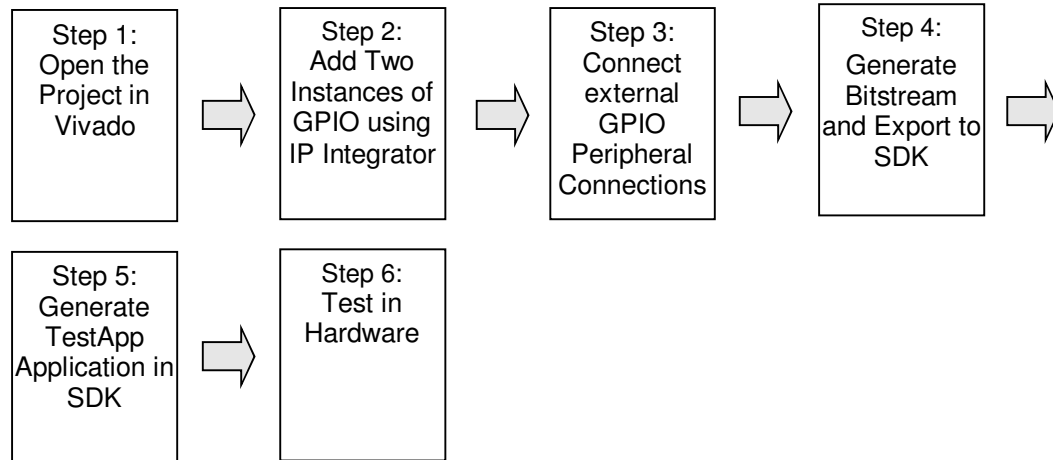 Step 1:
Open the
Project in
Vivado
Step 2:
Add Two
Instances of
GPIO using
IP Integrator
Step 3:
Connect
external
GPIO
Peripheral
Connections
Step 4:
Generate
Bitstream
and Export to
SDK
Step 5:
Generate
TestApp
Application in
SDK
Step 6:
Test in
Hardware